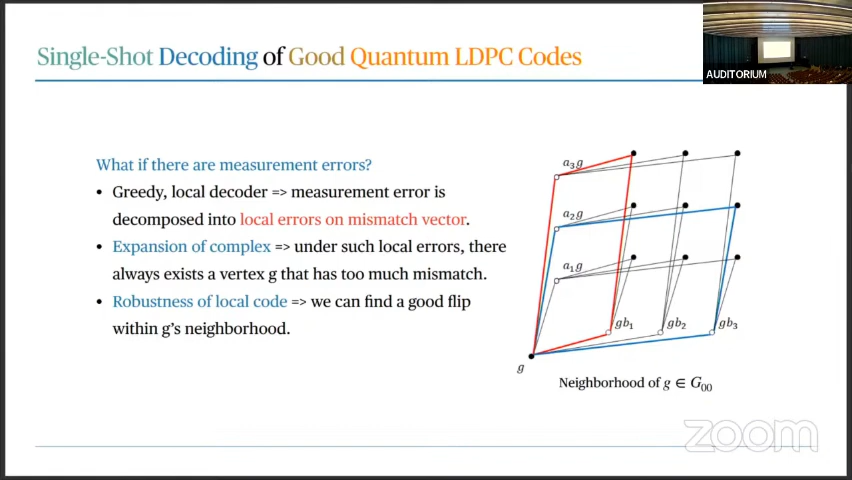 AUDITORIUM
Single-Shot Decoding of Good Quantum LDPC Codes
What if there are measurement errors?
• Greedy, local decoder => measurement error is
decomposed into local errors on mismatch vector.
• Expansion of complex => under such local errors, there
always exists a vertex g that has too much mismatch.
• Robustness of local code => we can find a good flip
within g's neighborhood.
a₃g
a₂g
a₁g
gb₁ gb₂ gb₃
g
Neighborhood of g ∈ G₀₀
zoom